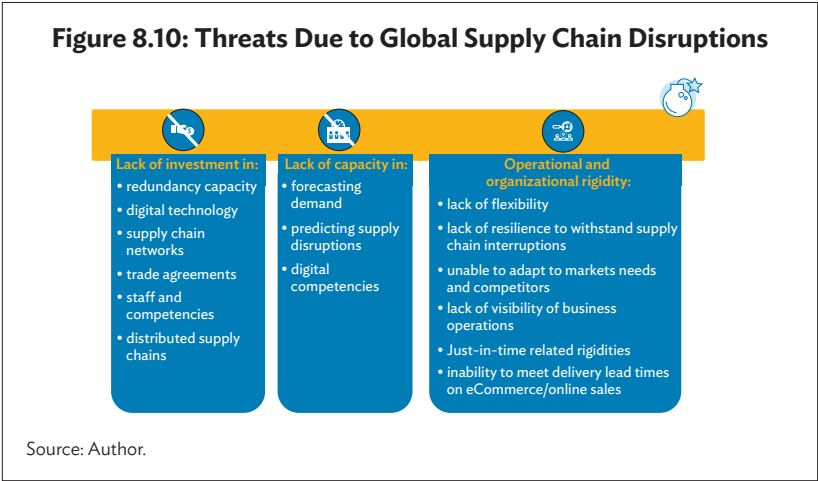 Figure 8.10: Threats Due to Global Supply Chain Disruptions
Lack of investment in:
• redundancy capacity
• digital technology
• supply chain
networks
• trade agreements
• staff and
competencies
• distributed supply
chains
Lack of capacity in:
• forecasting
demand
• predicting supply
disruptions
• digital
competencies
Operational and
organizational rigidity:
• lack of flexibility
• lack of resilience to withstand supply
chain interruptions
• unable to adapt to markets needs
and competitors
• lack of visibility of business
operations
• Just-in-time related rigidities
• inability to meet delivery lead times
on eCommerce/online sales
Source: Author.